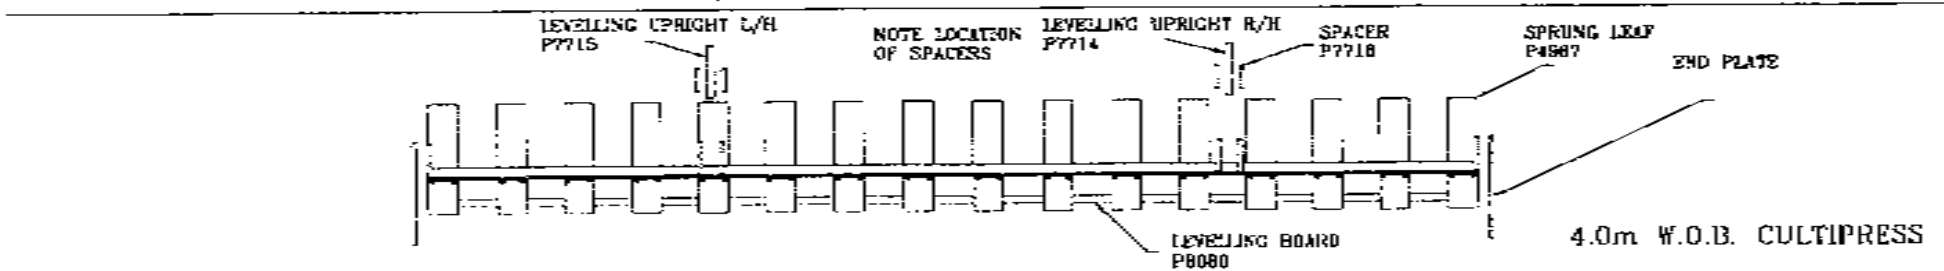 LEVELLING UPRIGHT L/H
P7715
NOTE LOCATION
OF SPACERS
LEVELLING UPRIGHT R/H
P7714
SPACER
P7718
SPRUNG LEAF
P4987
END PLATE
LEVELLING BOARD
P8080
4.0m W.O.B. CULTIPRESS